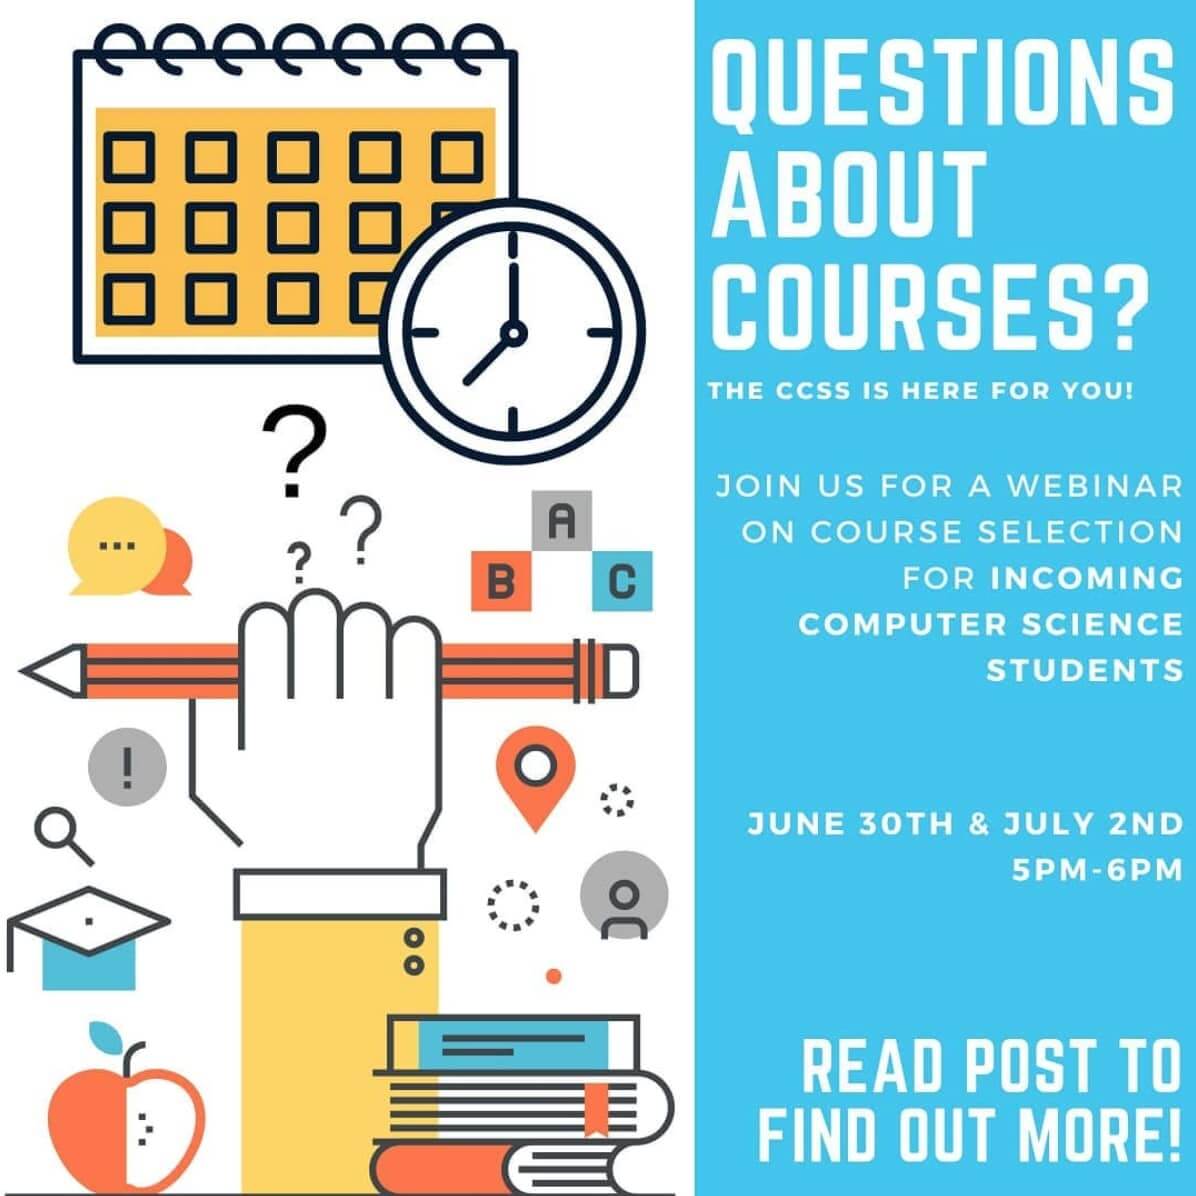 QUESTIONS
ABOUT
COURSES?
THE CCSS IS HERE FOR YOU!
JOIN US FOR A WEBINAR
ON COURSE SELECTION
FOR INCOMING
COMPUTER SCIENCE
STUDENTS
JUNE 30TH & JULY 2ND
5PM-6PM
READ POST TO
FIND OUT MORE!
?
? ?
A
B C
!